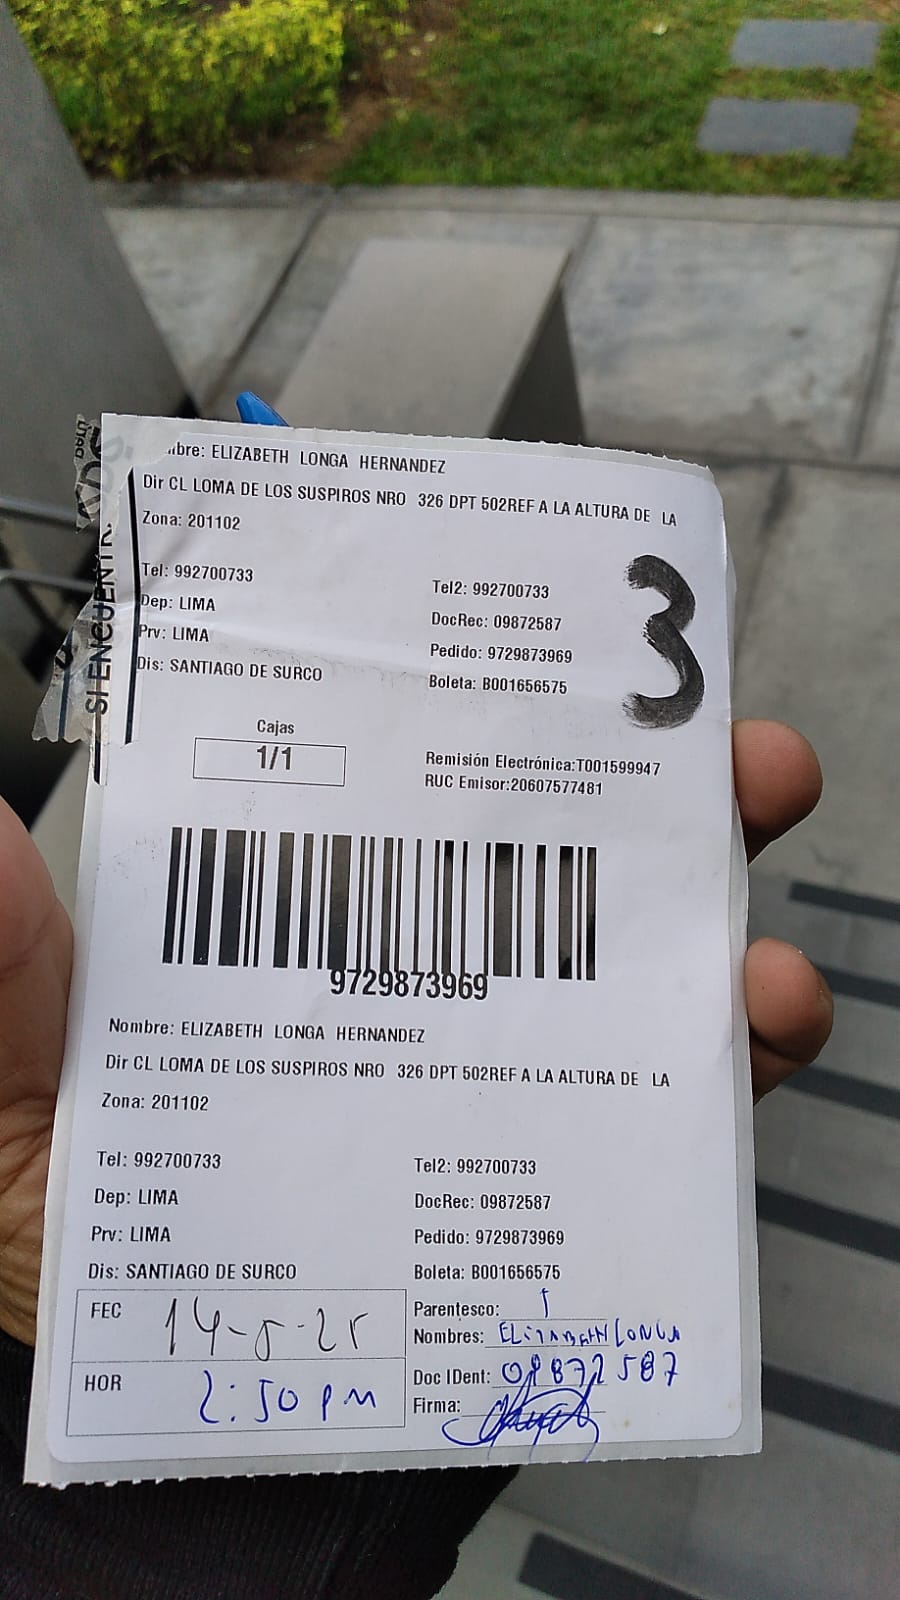 bre: ELIZABETH LONGA HERNANDEZ
Dir CL LOMA DE LOS SUSPIROS NRO 326 DPT 502REF A LA ALTURA DE LA
Zona: 201102
Tel: 992700733 Tel2: 992700733
Dep: LIMA DocRec: 09872587
Prv: LIMA Pedido: 9729873969
Dis: SANTIAGO DE SURCO Boleta: B001656575
3
SI ENCUENTR
Cajas
1/1
Remisión Electrónica:T001599947
RUC Emisor:20607577481
9729873969
Nombre: ELIZABETH LONGA HERNANDEZ
Dir CL LOMA DE LOS SUSPIROS NRO 326 DPT 502REF A LA ALTURA DE LA
Zona: 201102
Tel: 992700733 Tel2: 992700733
Dep: LIMA DocRec: 09872587
Prv: LIMA Pedido: 9729873969
Dis: SANTIAGO DE SURCO Boleta: B001656575
FEC 14-8-25
HOR 2:50 PM
Parentesco:
Nombres: ELIZABETH LONGA
Doc IDent: 09872587
Firma: